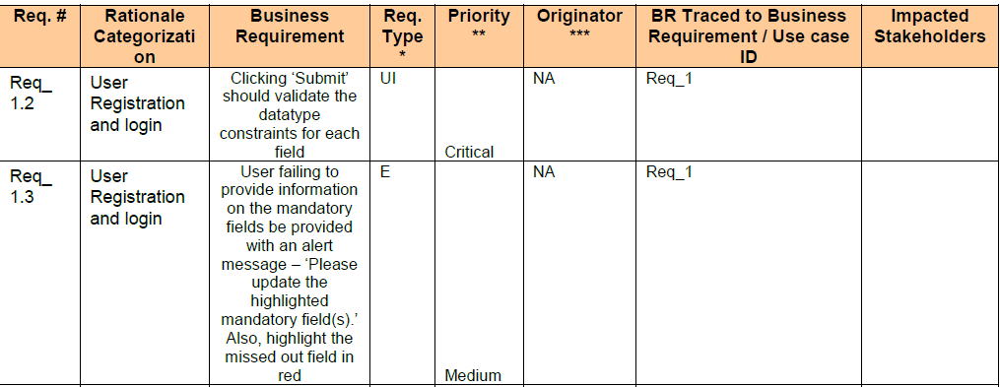 Req. # Rationale Business Req. Priority Originator BR Traced to Business Impacted
Categorizati Requirement Type ** *** Requirement / Use case Stakeholders
on * ID
Req_ User Clicking ‘Submit’ UI NA Req_1
1.2 Registration should validate the
and login datatype
constraints for each
field Critical
Req_ User User failing to E NA Req_1
1.3 Registration provide information
and login on the mandatory
fields be provided
with an alert
message – ‘Please
update the
highlighted
mandatory field(s).’
Also, highlight the
missed out field in
red Medium